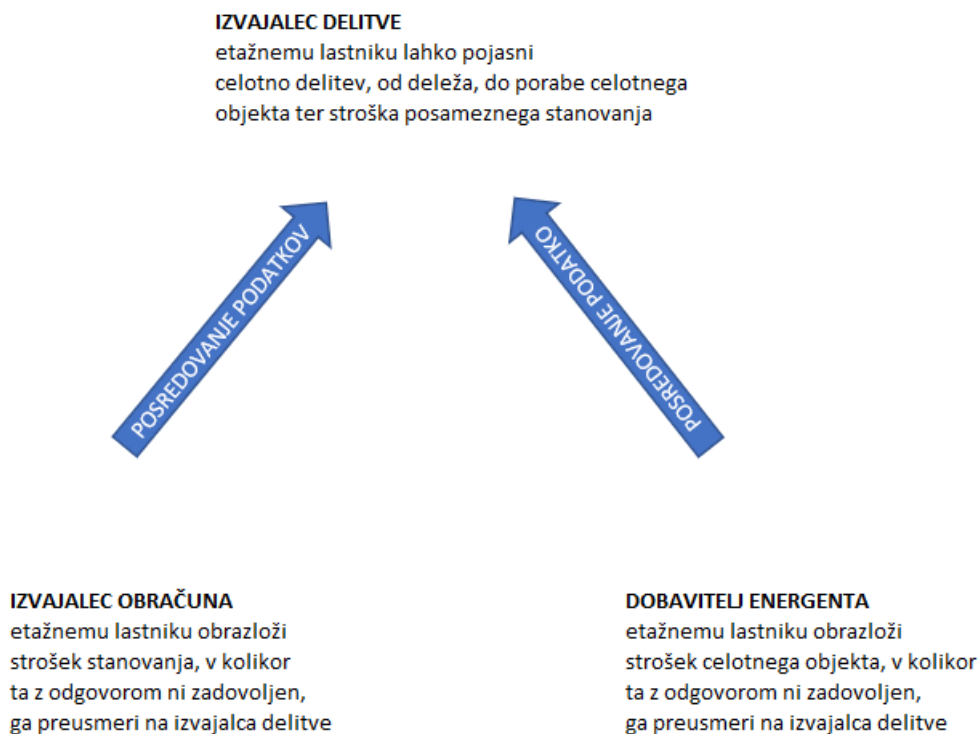 IZVAJALEC DELITVE
etažnemu lastniku lahko pojasni
celotno delitev, od deleža, do porabe celotnega
objekta ter stroška posameznega stanovanja
POSREDOVANJE PODATKOV
POSREDOVANJE PODATKO
IZVAJALEC OBRAČUNA
etažnemu lastniku obrazloži
strošek stanovanja, v kolikor
ta z odgovorom ni zadovoljen,
ga preusmeri na izvajalca delitve
DOBAVITELJ ENERGENTA
etažnemu lastniku obrazloži
strošek celotnega objekta, v kolikor
ta z odgovorom ni zadovoljen,
ga preusmeri na izvajalca delitve